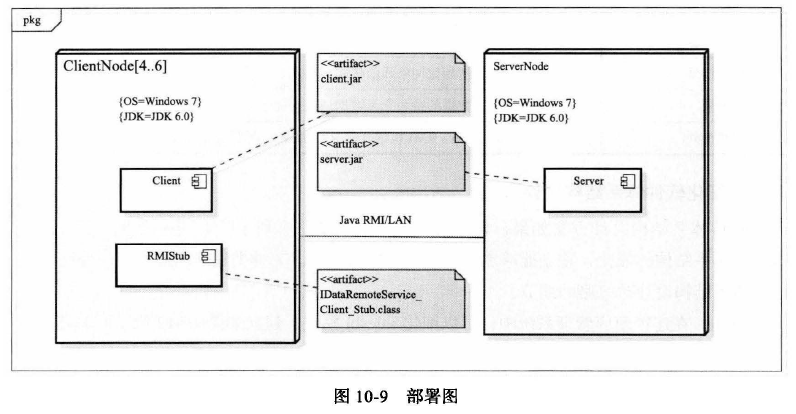 pkg
ClientNode[4..6]
{OS=Windows 7}
{JDK=JDK 6.0}
Client
RMIStub
<<artifact>>
client.jar
<<artifact>>
server.jar
Java RMI/LAN
<<artifact>>
IDataRemoteService_
Client_Stub.class
ServerNode
{OS=Windows 7}
{JDK=JDK 6.0}
Server
图 10-9 部署图